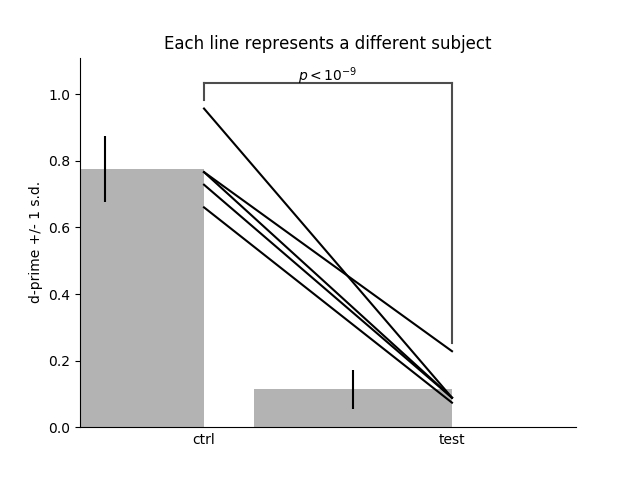 Each line represents a different subject
p < 10⁻⁹
1.0
0.8
0.6
0.4
0.2
0.0
d-prime +/- 1 s.d.
ctrl test